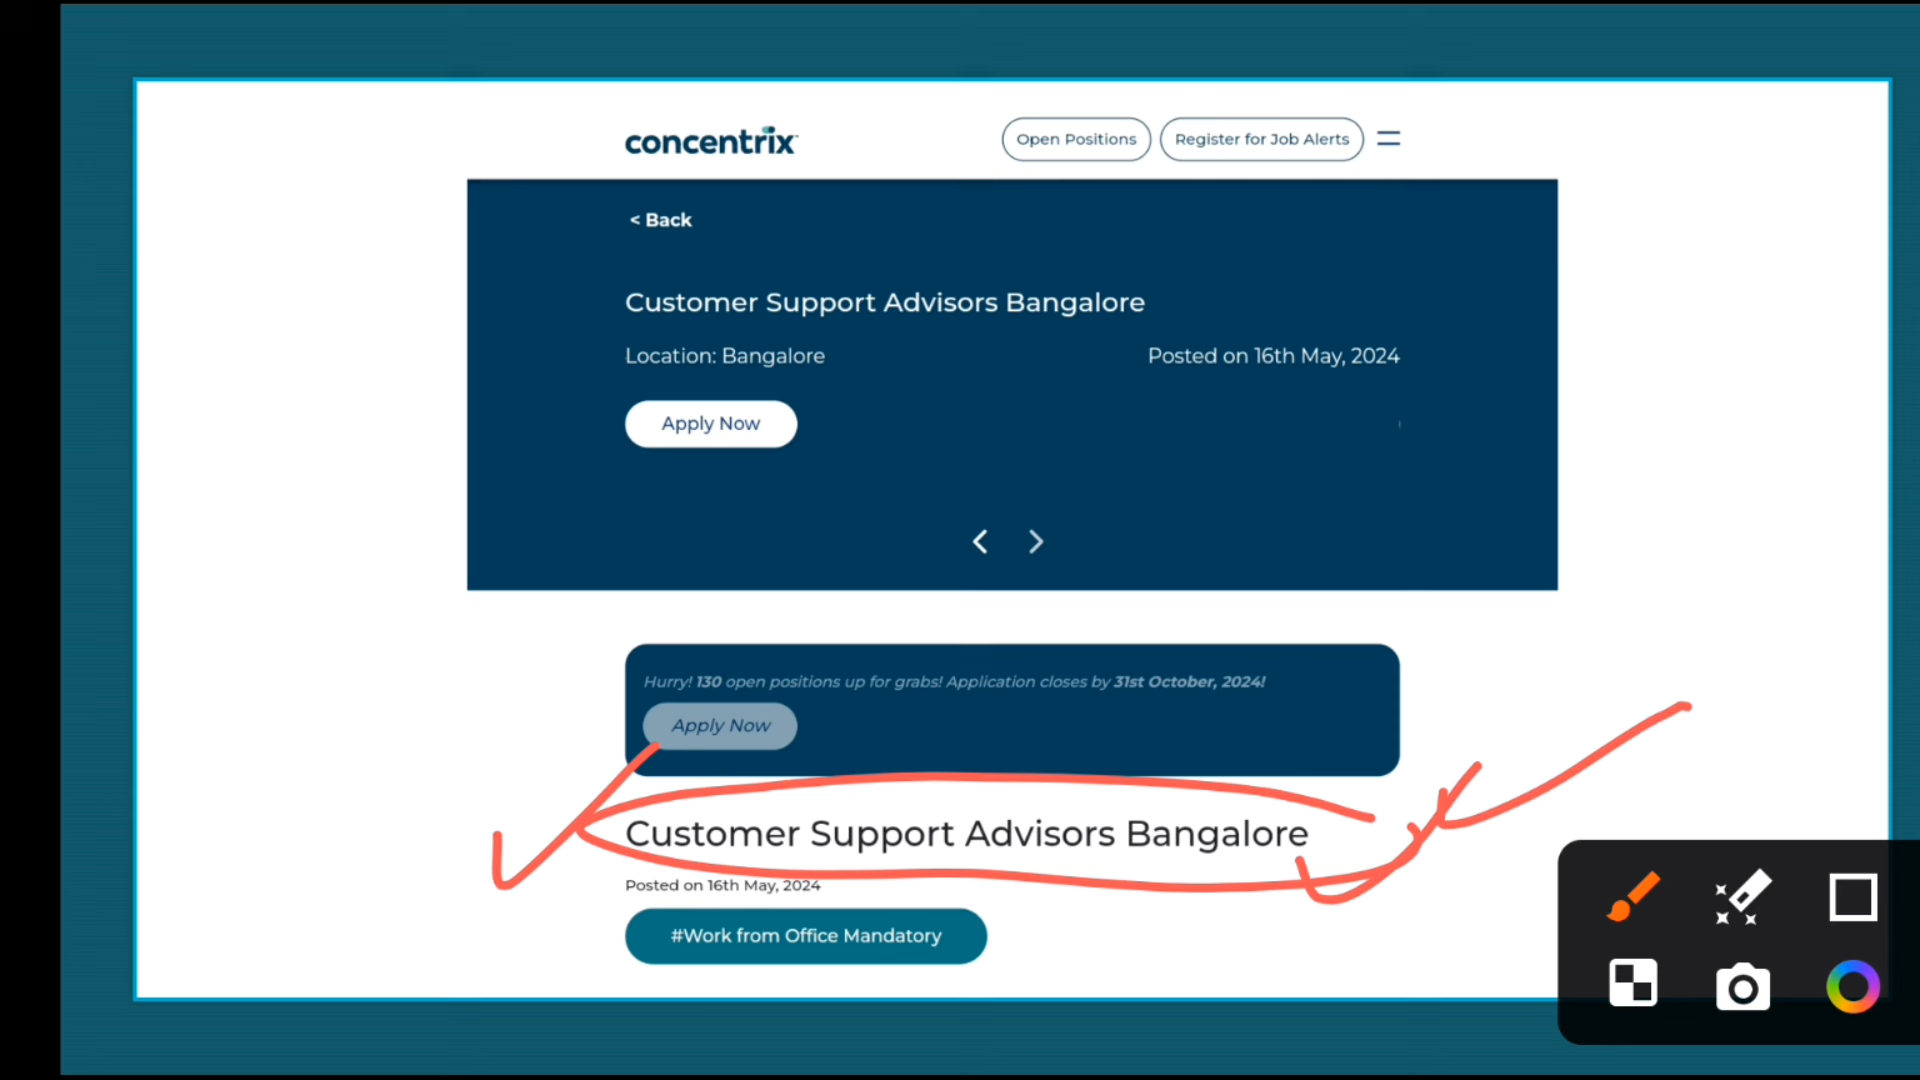 concentrix
Open Positions
Register for Job Alerts
< Back
Customer Support Advisors Bangalore
Location: Bangalore
Posted on 16th May, 2024
Apply Now
Hurry! 130 open positions up for grabs! Application closes by 31st October, 2024!
Apply Now
Customer Support Advisors Bangalore
Posted on 16th May, 2024
#Work from Office Mandatory